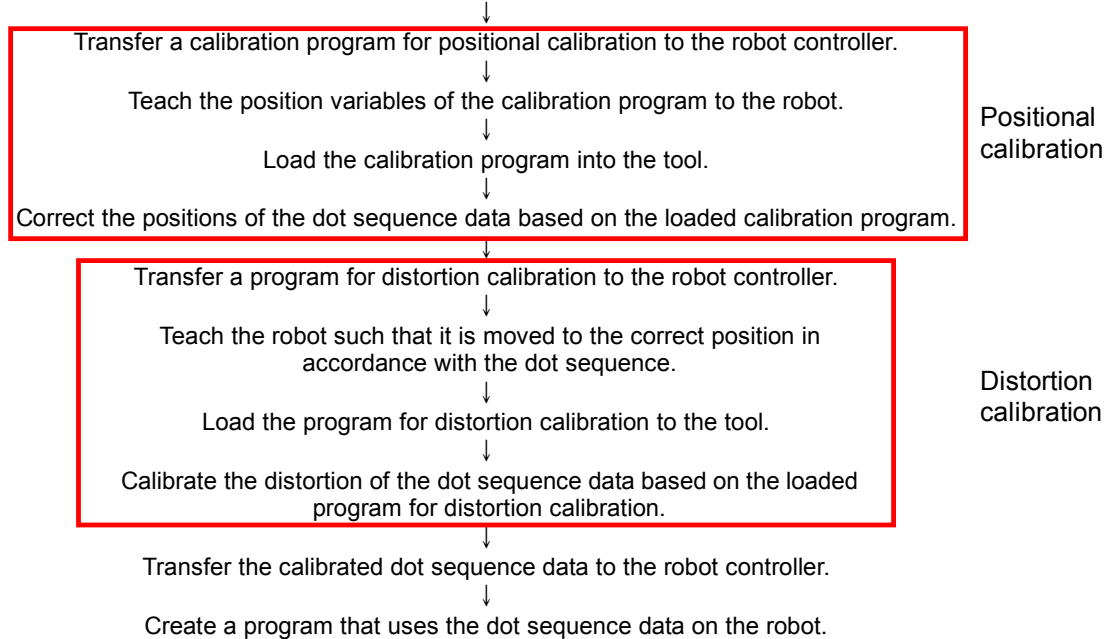 Transfer a calibration program for positional calibration to the robot controller.
Teach the position variables of the calibration program to the robot.
Positional
calibration
Load the calibration program into the tool.
Correct the positions of the dot sequence data based on the loaded calibration program.
Transfer a program for distortion calibration to the robot controller.
Teach the robot such that it is moved to the correct position in
accordance with the dot sequence.
Distortion
calibration
Load the program for distortion calibration to the tool.
Calibrate the distortion of the dot sequence data based on the loaded
program for distortion calibration.
Transfer the calibrated dot sequence data to the robot controller.
Create a program that uses the dot sequence data on the robot.